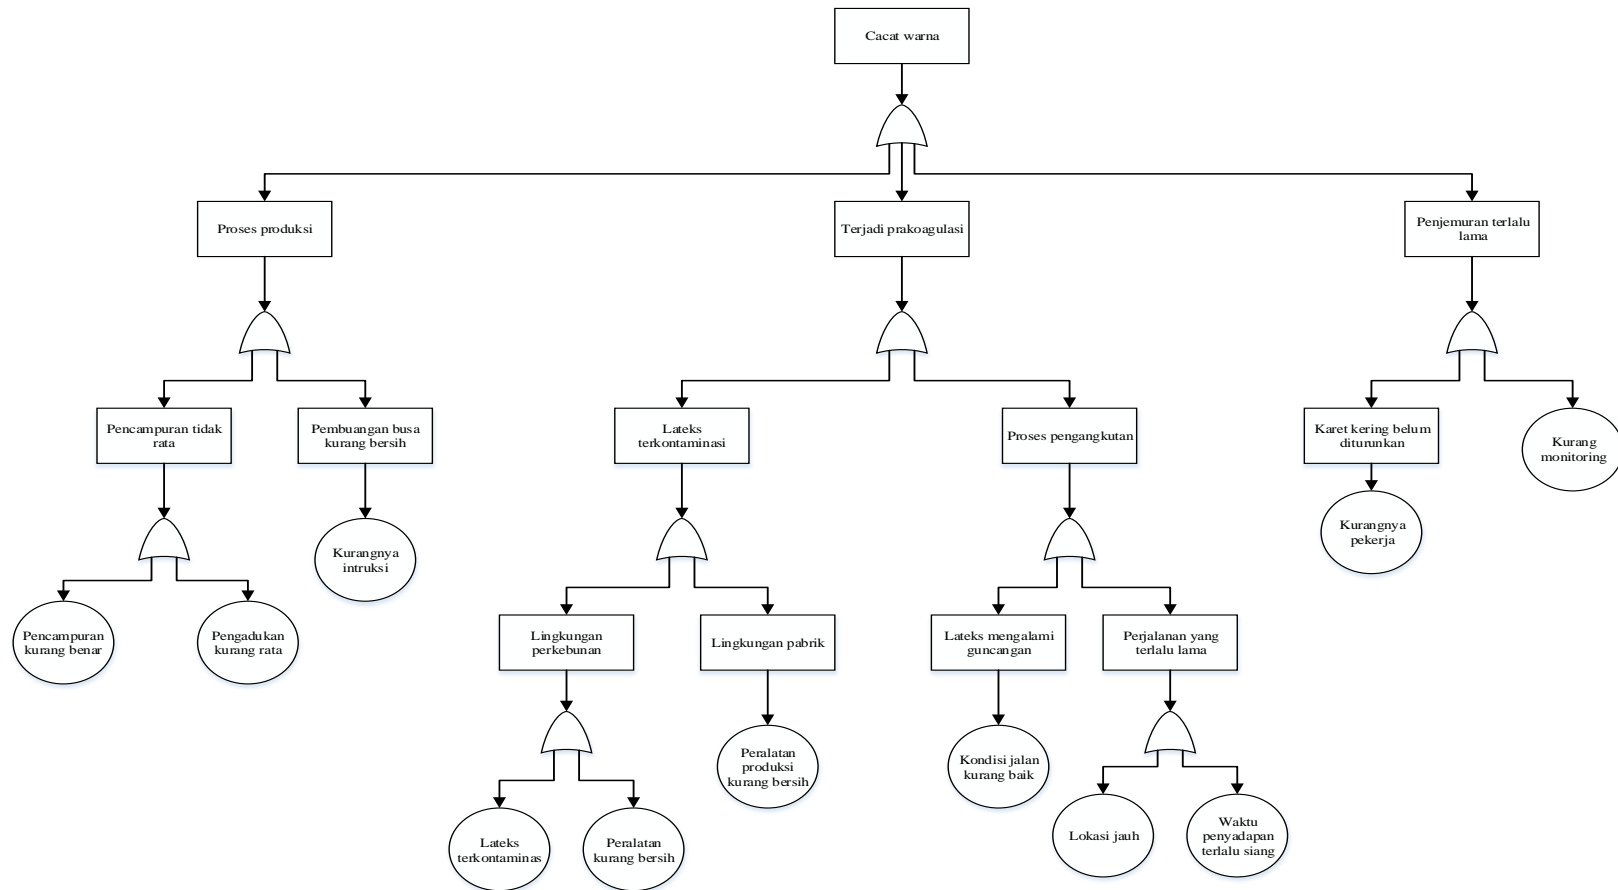 Cacat warna
Proses produksi
Terjadi prakoagulasi
Penjemuran terlalu
lama
Pencampuran tidak
rata
Pembuangan busa
kurang bersih
Lateks
terkontaminasi
Proses pengangkutan
Karet kering belum
diturunkan
Kurang
monitoring
Kurangnya
intruksi
Kurangnya
pekerja
Pencampuran
kurang benar
Pengadukan
kurang rata
Lingkungan
perkebunan
Lingkungan pabrik
Lateks mengalami
guncangan
Perjalanan yang
terlalu lama
Peralatan
produksi
kurang bersih
Kondisi jalan
kurang baik
Lateks
terkontaminas
Peralatan
kurang bersih
Lokasi jauh
Waktu
penyadapan
terlalu siang